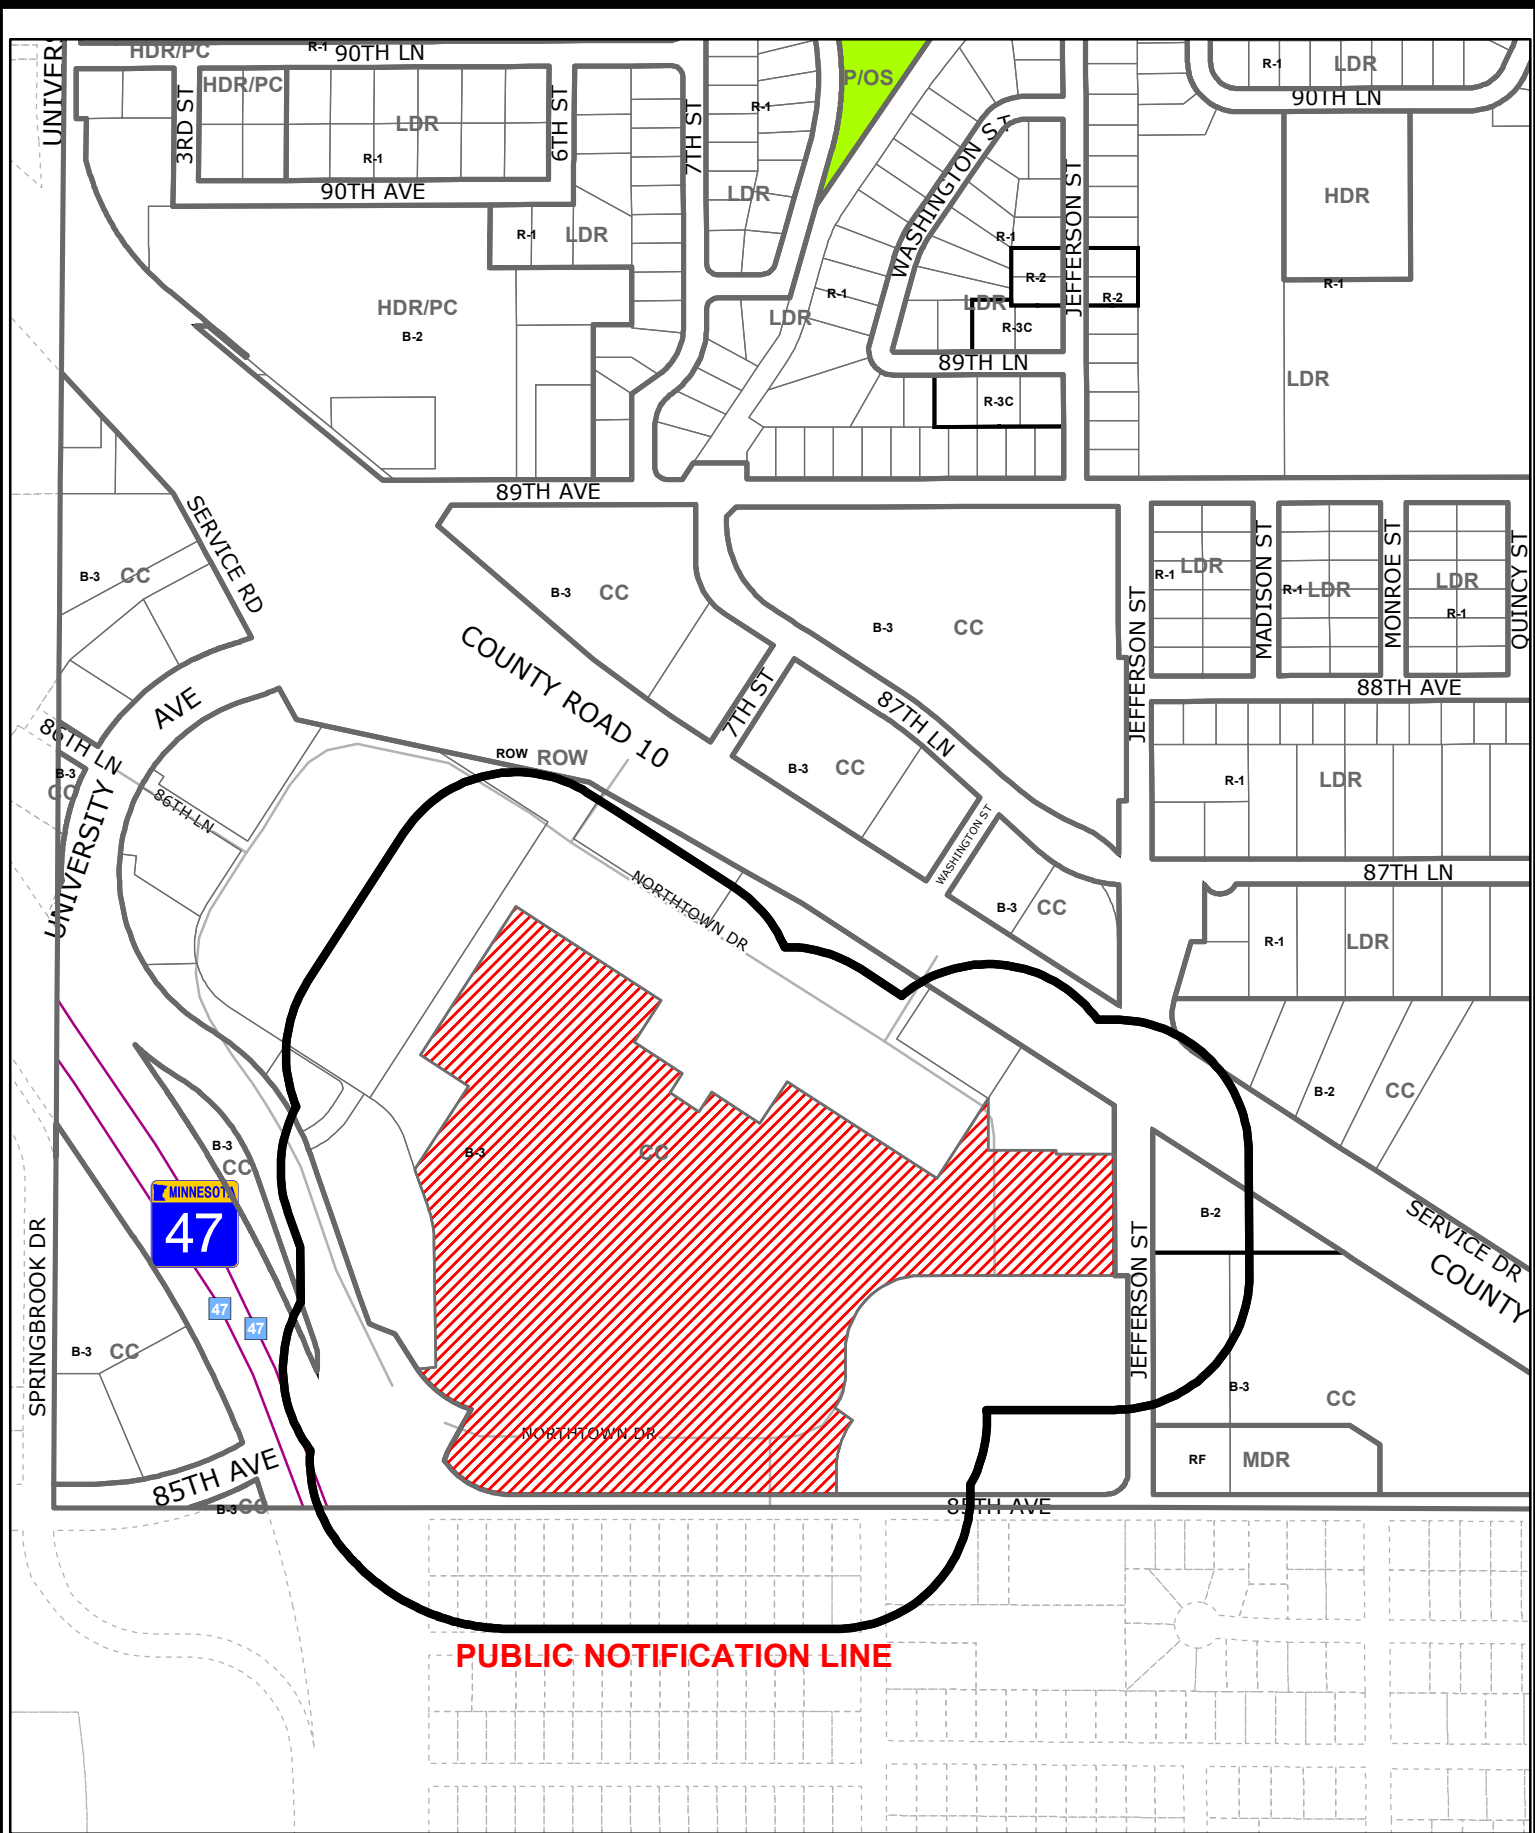 HDR/PC
R-1
90TH LN
UNIVERS
3RD ST
HDR/PC
LDR
R-1
6TH ST
90TH AVE
7TH ST
R-1
LDR
P/OS
WASHINGTON ST
JEFFERSON ST
R-1
LDR
90TH LN
HDR
R-1
R-1
LDR
HDR/PC
B-2
R-1
LDR
R-1
R-2
R-2
LDR
R-3C
89TH LN
R-3C
LDR
89TH AVE
SERVICE RD
B-3
CC
B-3
CC
B-3
CC
COUNTY ROAD 10
7TH ST
87TH LN
JEFFERSON ST
R-1
LDR
MADISON ST
R-1
LDR
MONROE ST
LDR
R-1
QUINCY ST
88TH AVE
AVE
86TH LN
B-3
CC
86TH LN
UNIVERSITY
ROW
ROW
B-3
CC
R-1
LDR
WASHINGTON ST
87TH LN
NORTHTOWN DR
B-3
CC
R-1
LDR
B-2
CC
B-3
CC
B-3
CC
MINNESOTA
47
47
47
SPRINGBROOK DR
B-3
CC
B-2
SERVICE DR
COUNTY
JEFFERSON ST
B-3
CC
NORTHTOWN DR
RF
MDR
85TH AVE
B-3
CC
85TH AVE
PUBLIC NOTIFICATION LINE